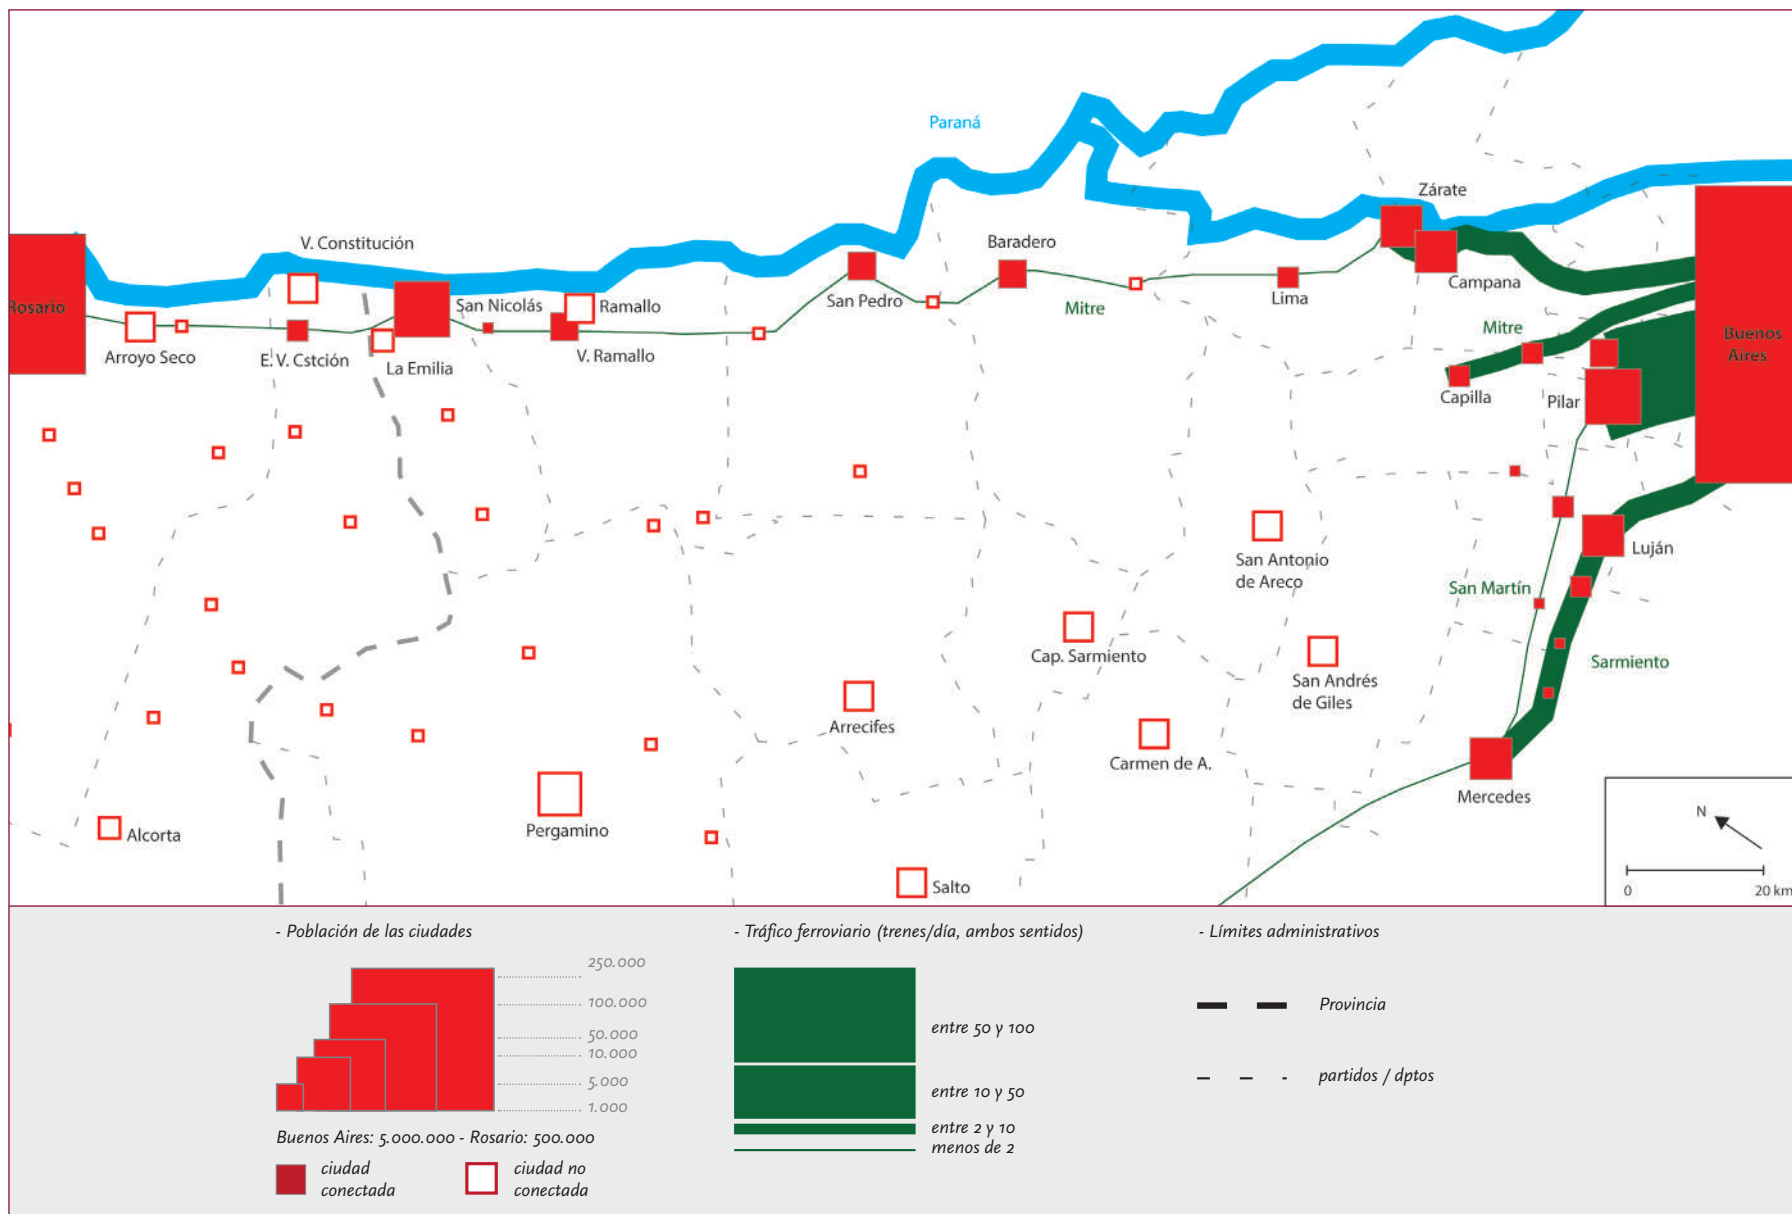 Paraná
Zárate
V. Constitución
Baradero
Campana
Rosario
San Nicolás
Ramallo
San Pedro
Mitre
Lima
Mitre
Buenos
Aires
Arroyo Seco
E. V. Cstción
La Emilia
V. Ramallo
Capilla
Pilar
San Antonio
de Areco
Luján
San Martín
Cap. Sarmiento
Sarmiento
San Andrés
de Giles
Arrecifes
Carmen de A.
Mercedes
Alcorta
Pergamino
Salto
N
0
20 km
- Población de las ciudades
250.000
100.000
50.000
10.000
5.000
1.000
Buenos Aires: 5.000.000 - Rosario: 500.000
ciudad
conectada
ciudad no
conectada
- Tráfico ferroviario (trenes/día, ambos sentidos)
entre 50 y 100
entre 10 y 50
entre 2 y 10
menos de 2
- Límites administrativos
Provincia
partidos / dptos